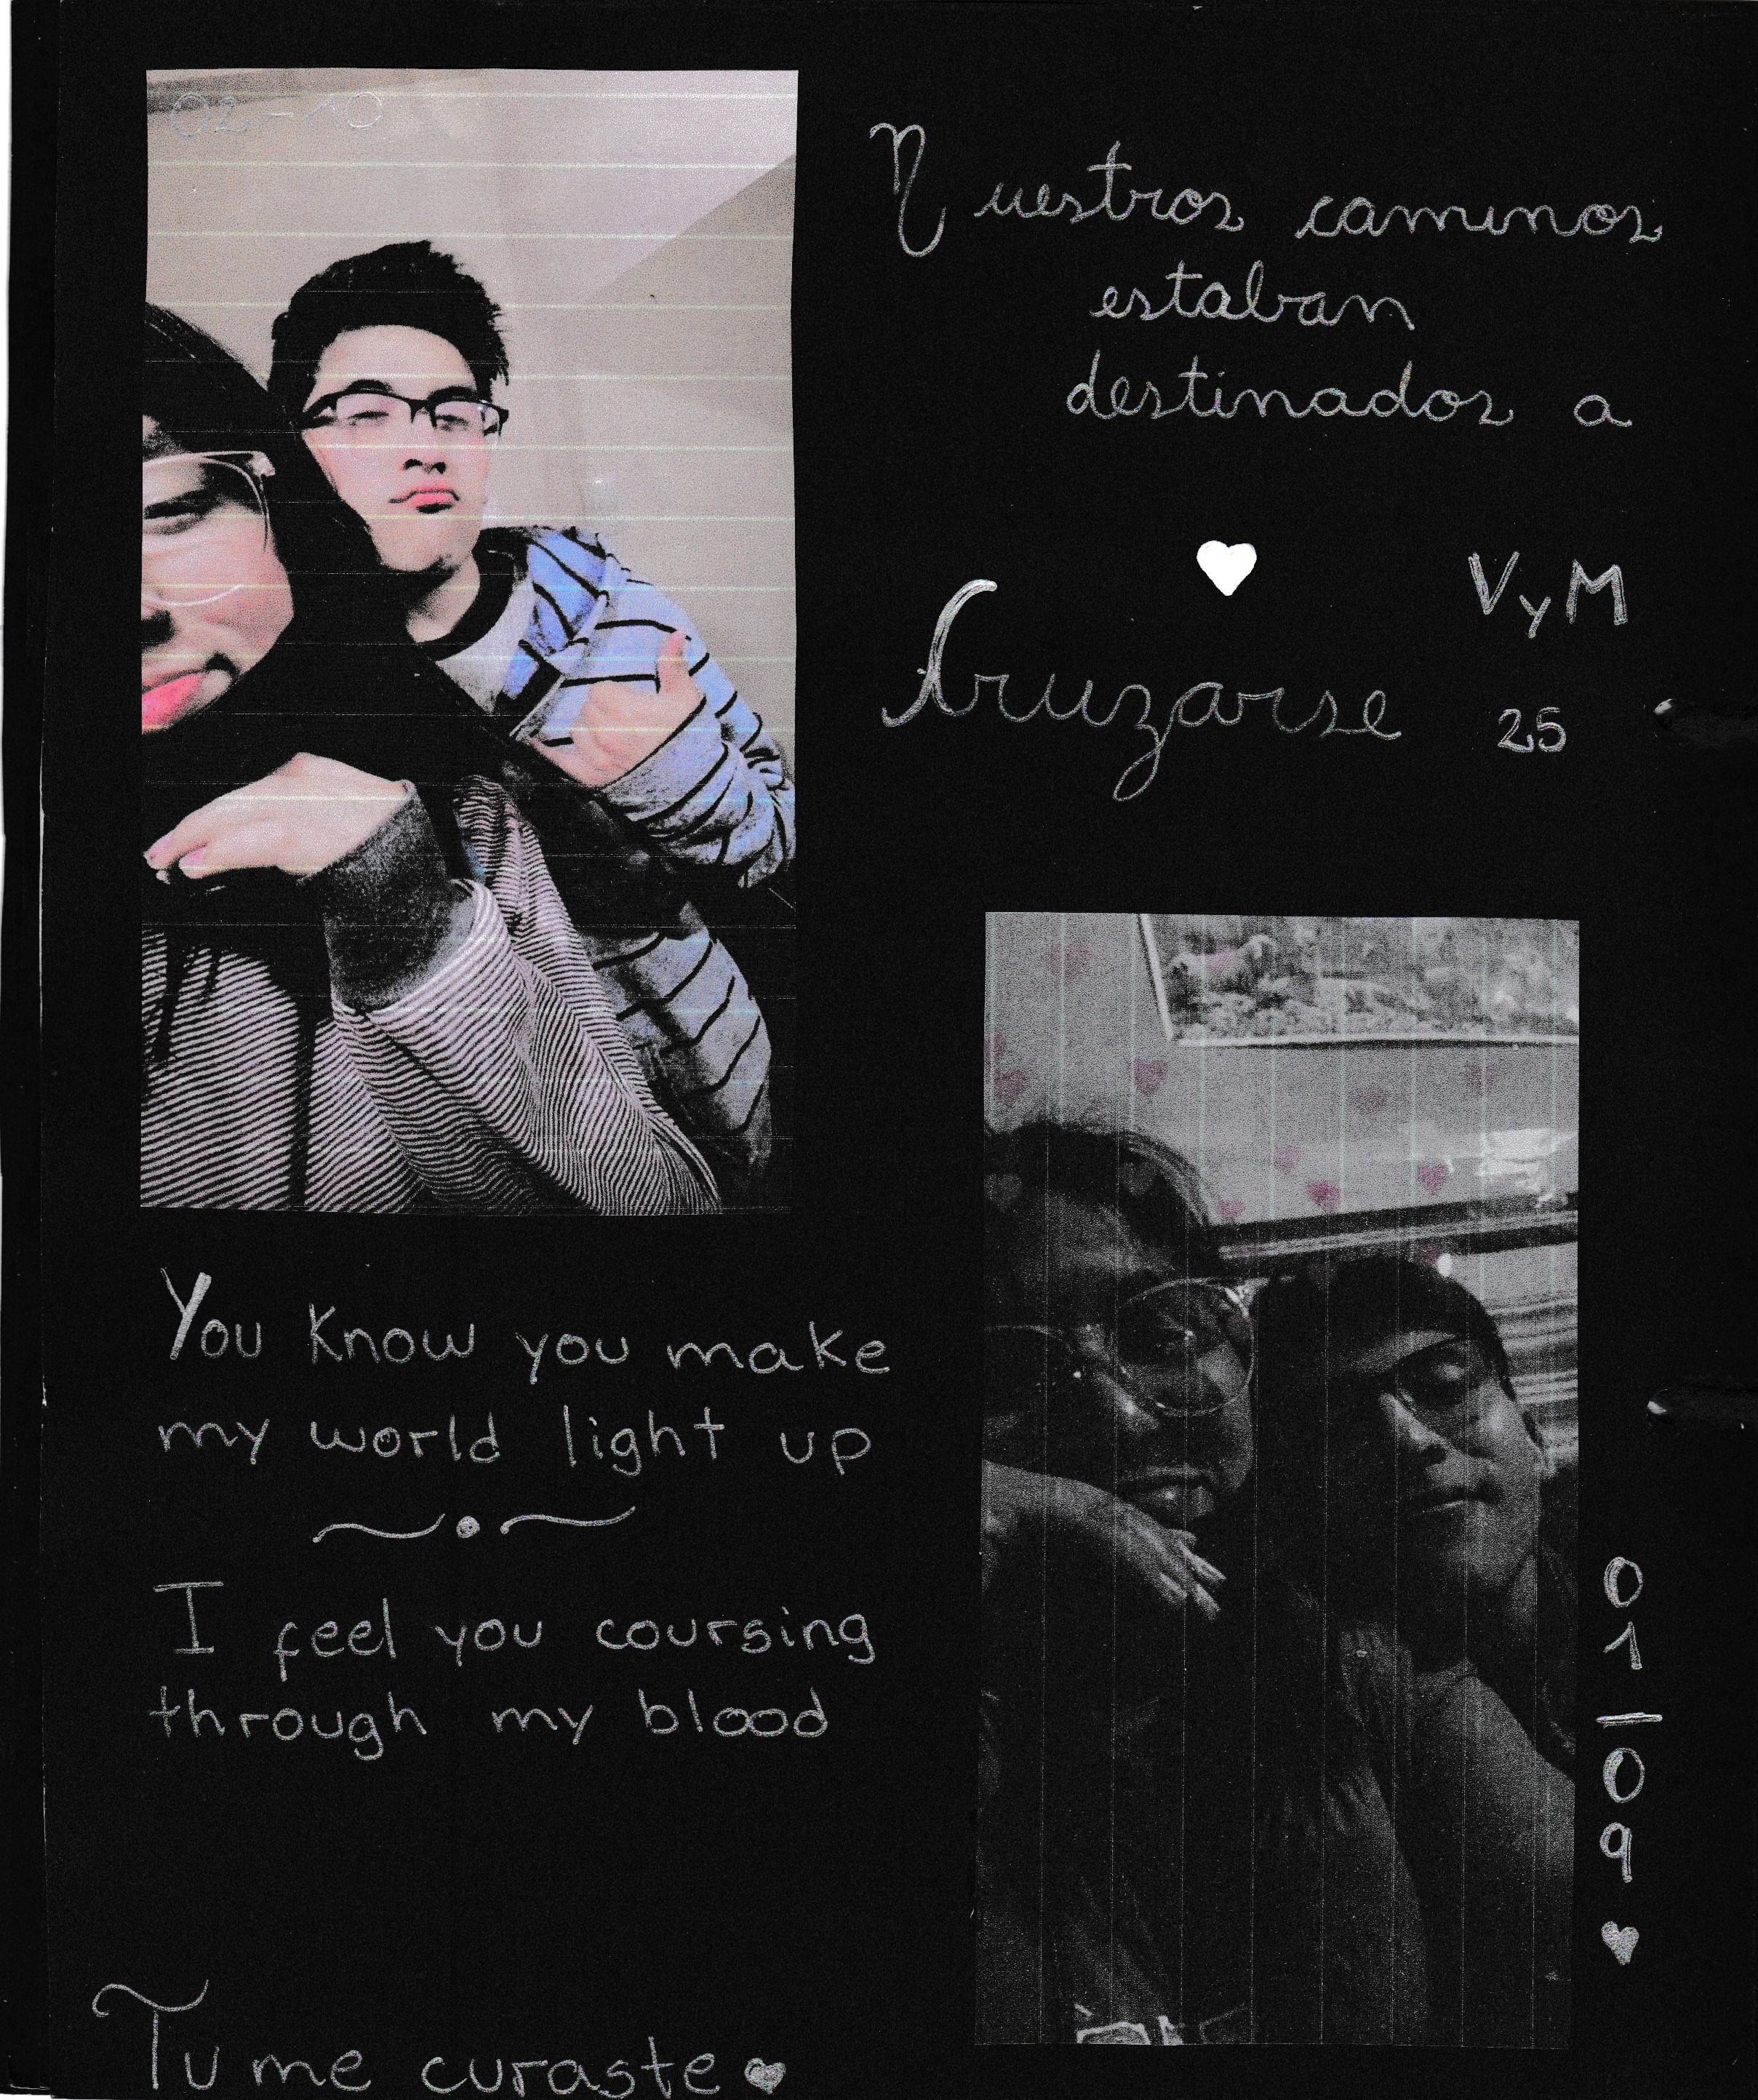 02-10
Nuestros caminos
estaban
destinados a
Cruzarse
VyM
25
You Know you make
my world light up
I feel you coursing
through my blood
01-09
Tu me curaste